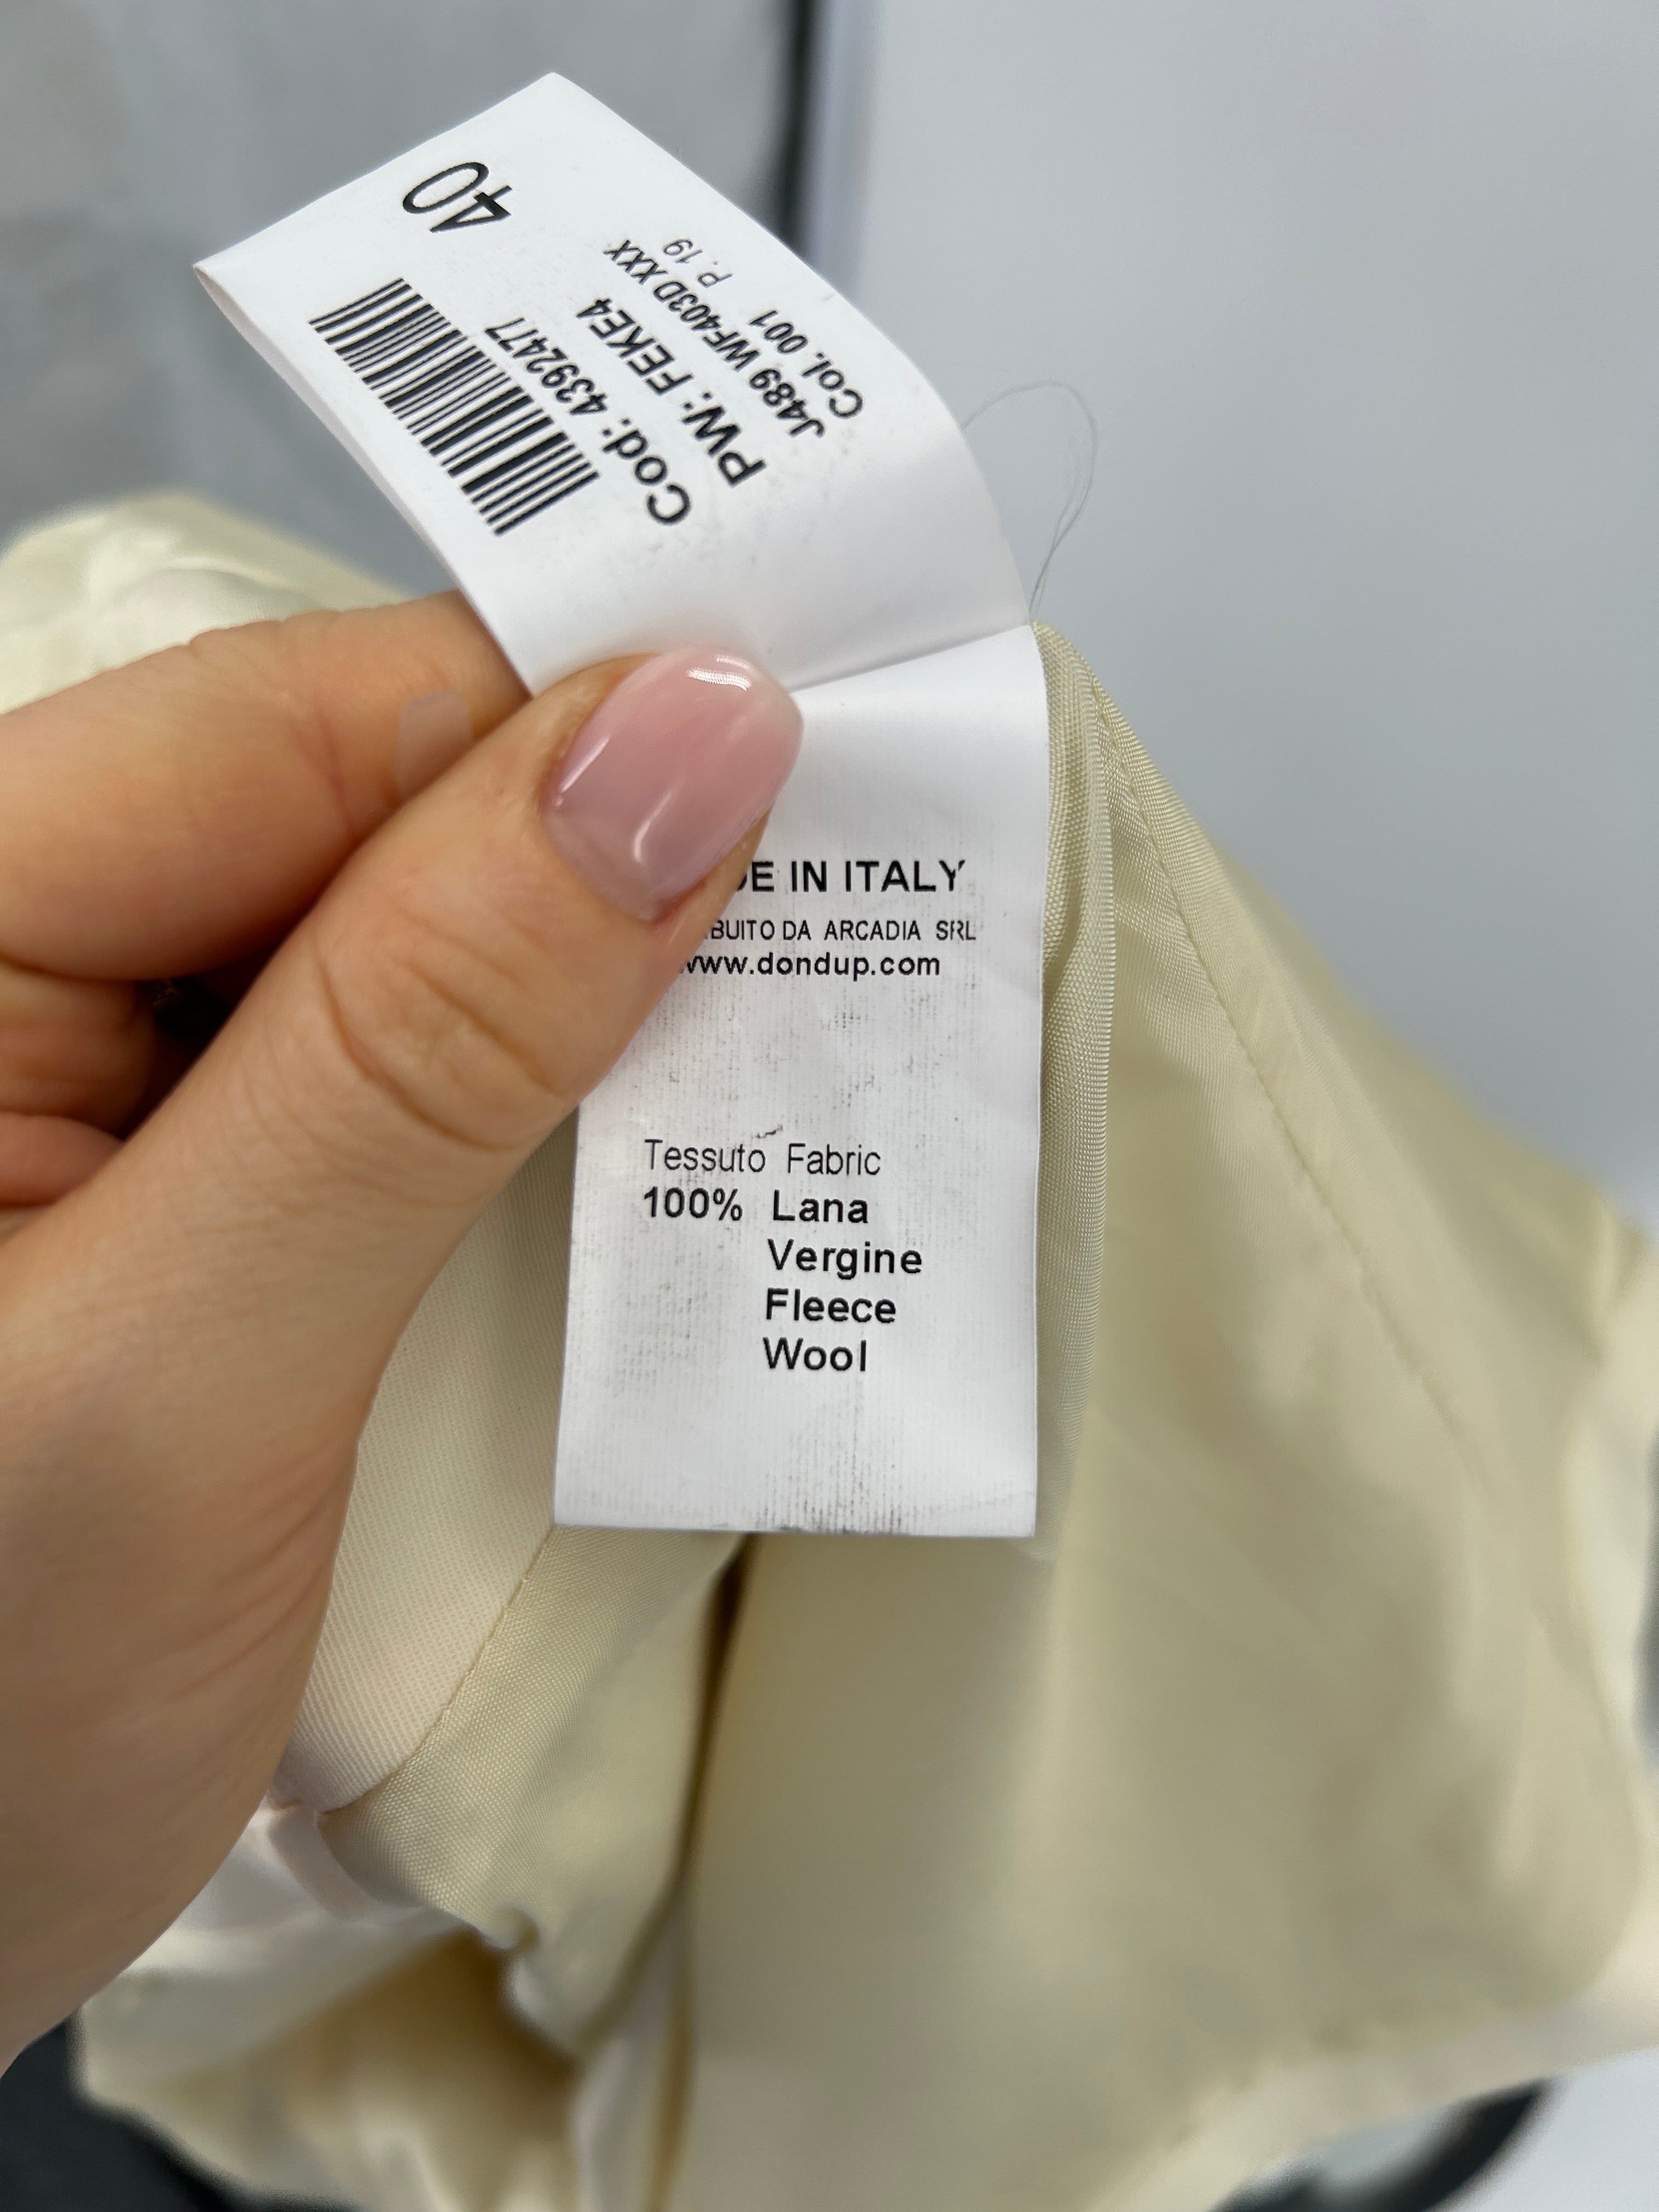 40
Cod: 4392477
PW: FEKE4
J489 WF403D XXX
Col. 001 P. 19
DE IN ITALY
BUITO DA ARCADIA SRL
www.dondup.com
Tessuto Fabric
100% Lana
Vergine
Fleece
Wool